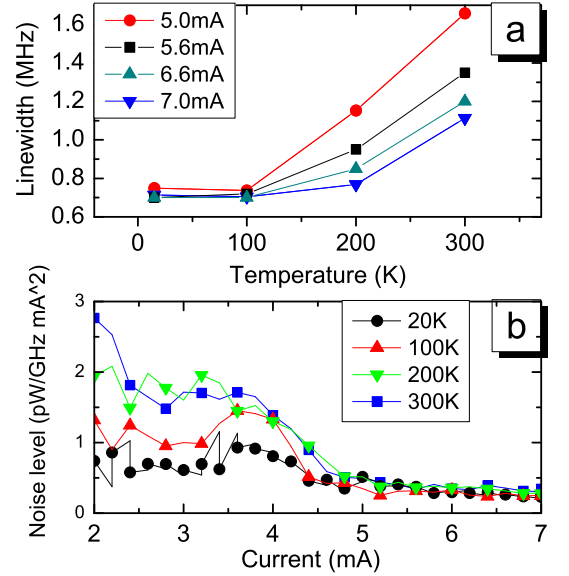 a
5.0mA
5.6mA
6.6mA
7.0mA
Linewidth (MHz)
1.6
1.4
1.2
1.0
0.8
0.6
0 100 200 300
Temperature (K)
b
20K
100K
200K
300K
Noise level (pW/GHz mA^2)
3
2
1
0
2 3 4 5 6 7
Current (mA)